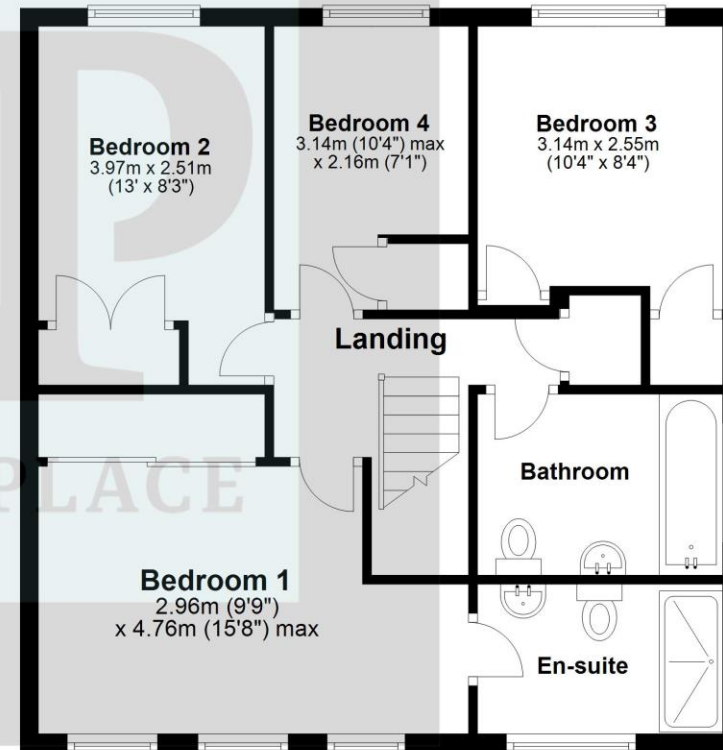 Bedroom 2
3.97m x 2.51m
(13' x 8'3")
Bedroom 4
3.14m (10'4") max
x 2.16m (7'1")
Bedroom 3
3.14m x 2.55m
(10'4" x 8'4")
Landing
Bathroom
PLACE
Bedroom 1
2.96m (9'9")
x 4.76m (15'8") max
En-suite